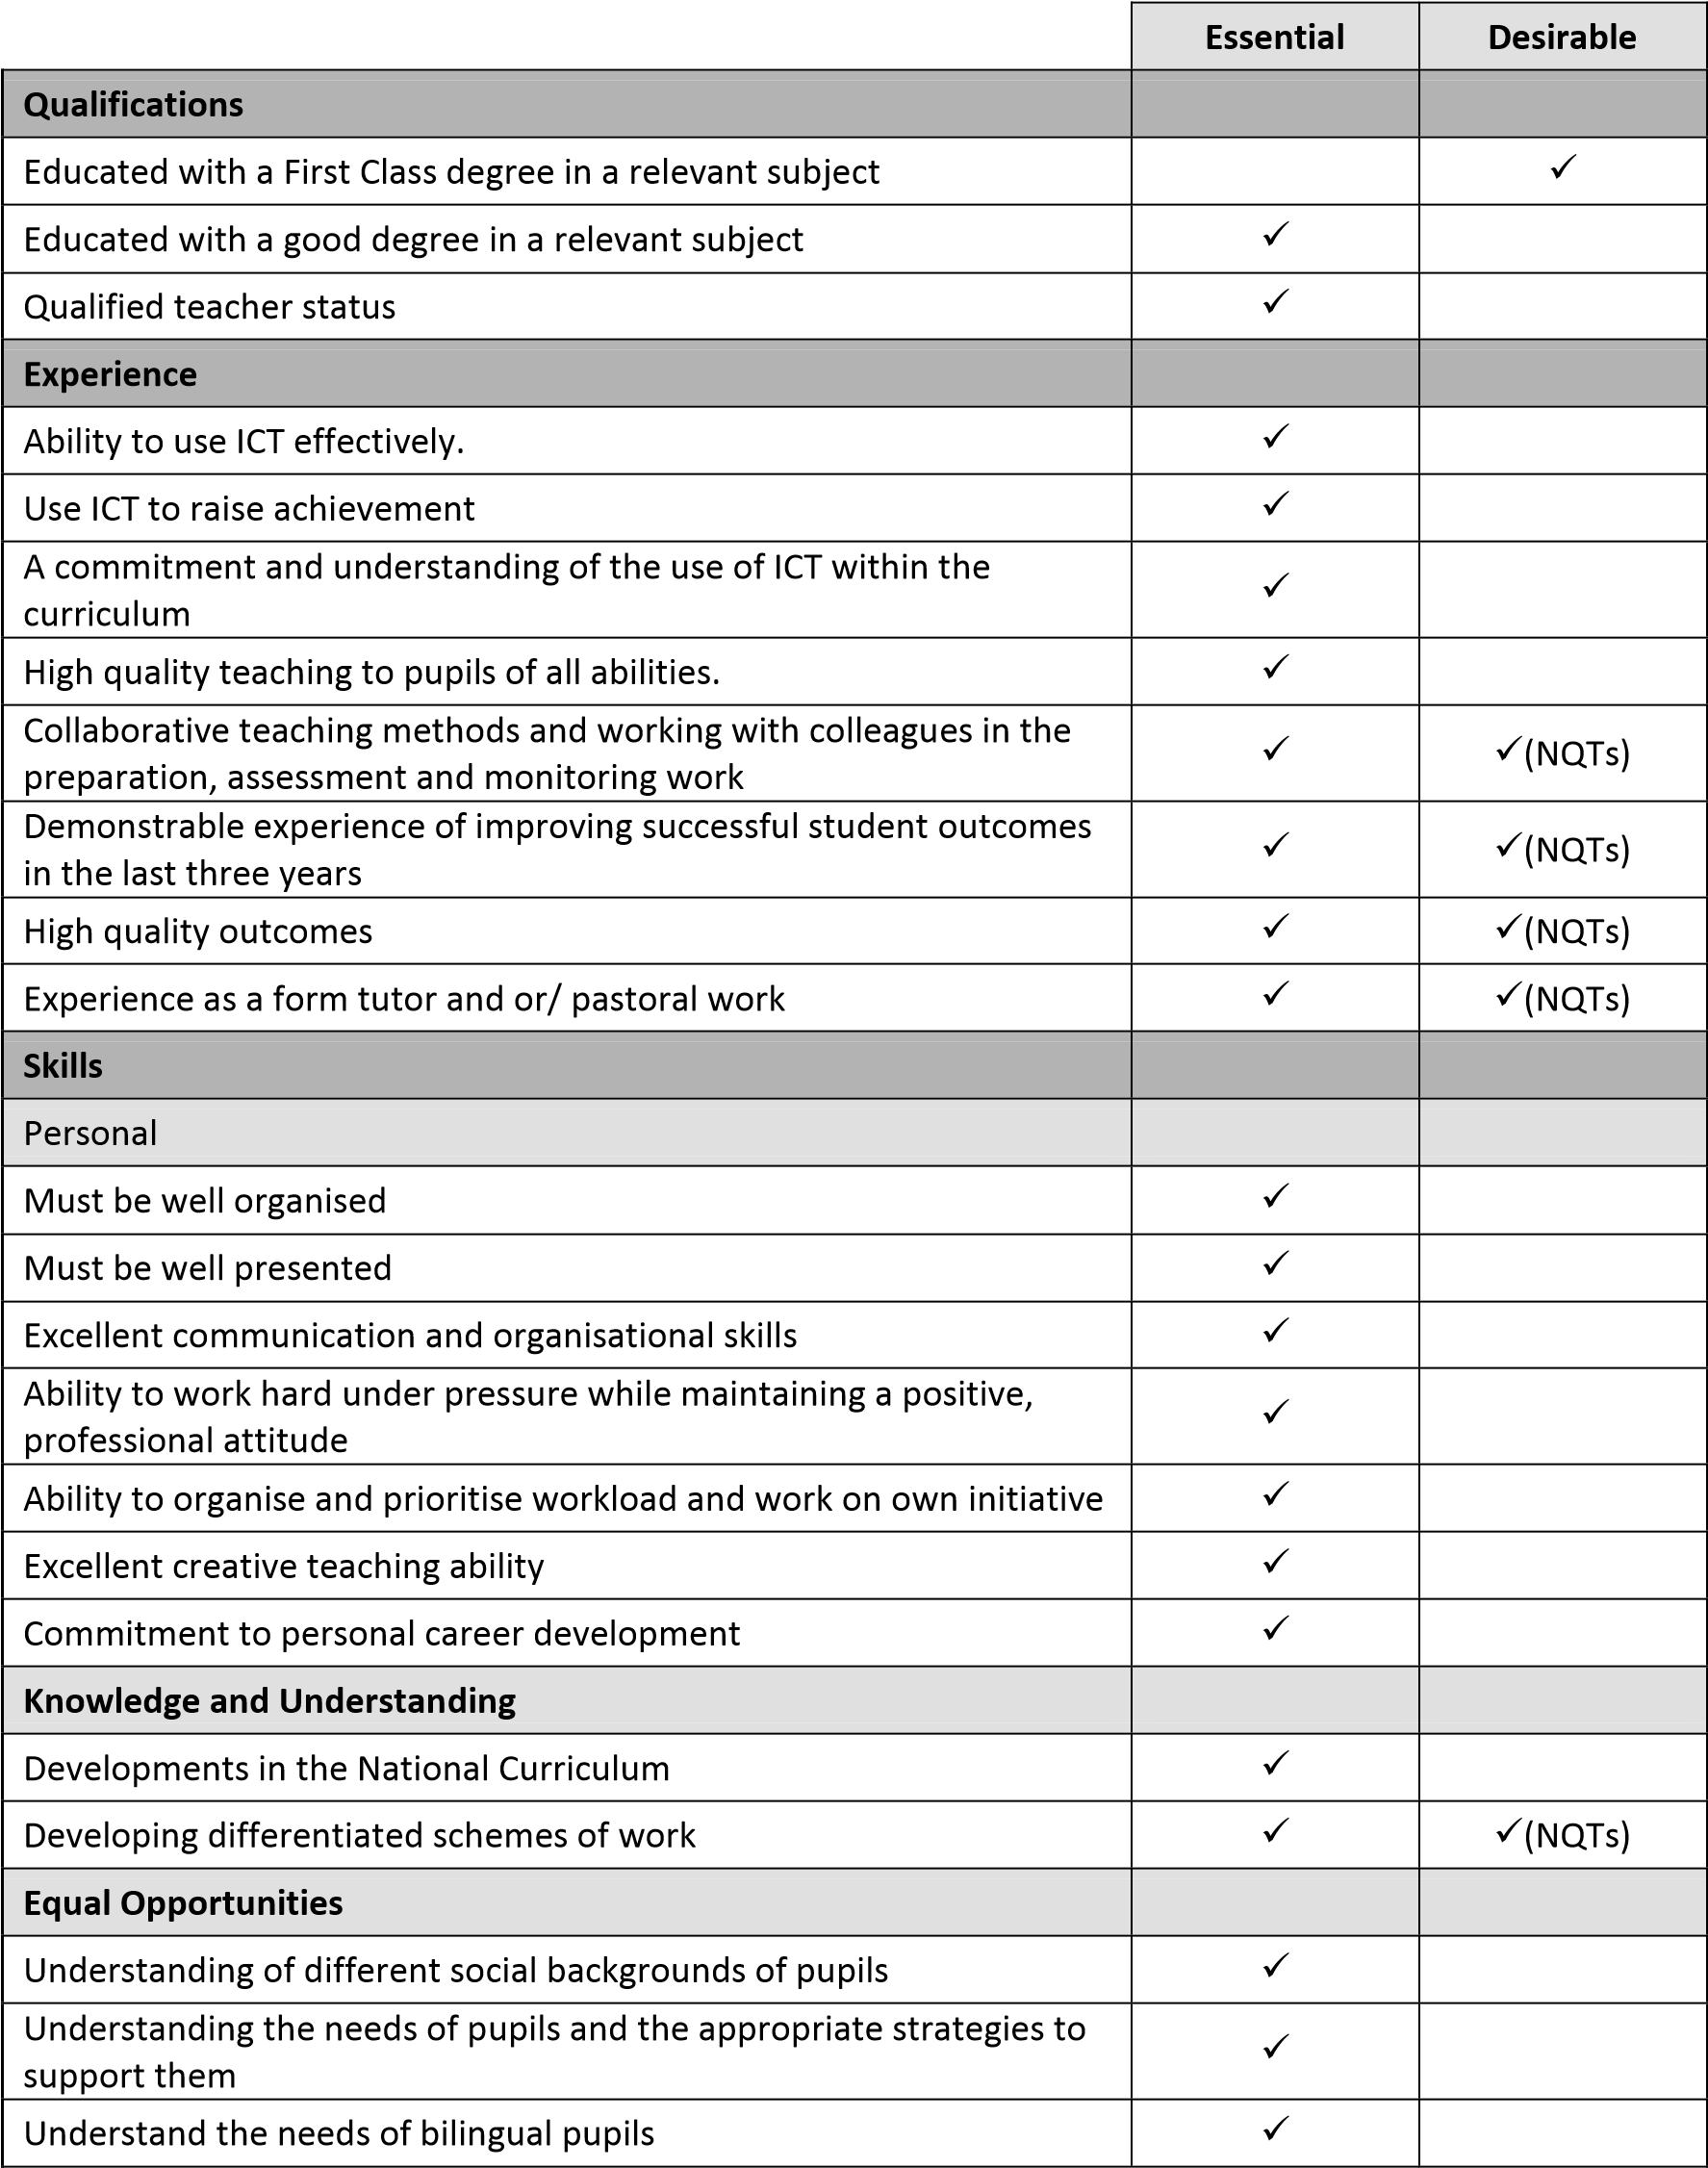 Essential Desirable
Qualifications
Educated with a First Class degree in a relevant subject ✓
Educated with a good degree in a relevant subject ✓
Qualified teacher status ✓
Experience
Ability to use ICT effectively. ✓
Use ICT to raise achievement ✓
A commitment and understanding of the use of ICT within the
curriculum ✓
High quality teaching to pupils of all abilities. ✓
Collaborative teaching methods and working with colleagues in the
preparation, assessment and monitoring work ✓ ✓(NQTs)
Demonstrable experience of improving successful student outcomes
in the last three years ✓ ✓(NQTs)
High quality outcomes ✓ ✓(NQTs)
Experience as a form tutor and or/ pastoral work ✓ ✓(NQTs)
Skills
Personal
Must be well organised ✓
Must be well presented ✓
Excellent communication and organisational skills ✓
Ability to work hard under pressure while maintaining a positive,
professional attitude ✓
Ability to organise and prioritise workload and work on own initiative ✓
Excellent creative teaching ability ✓
Commitment to personal career development ✓
Knowledge and Understanding
Developments in the National Curriculum ✓
Developing differentiated schemes of work ✓ ✓(NQTs)
Equal Opportunities
Understanding of different social backgrounds of pupils ✓
Understanding the needs of pupils and the appropriate strategies to
support them ✓
Understand the needs of bilingual pupils ✓